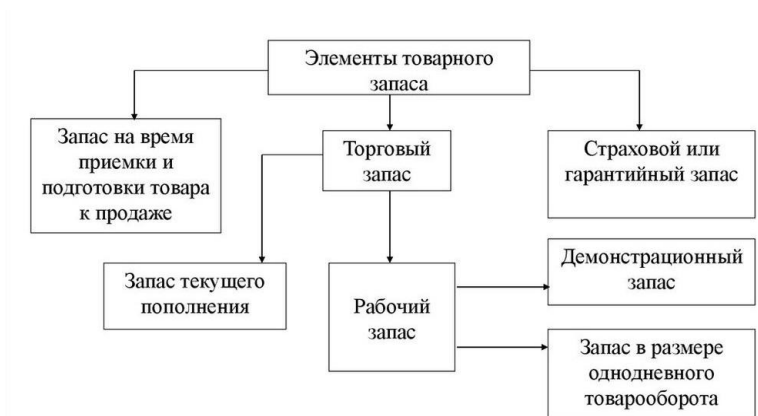 Элементы товарного
запаса
Запас на время
приемки и
подготовки товара
к продаже
Торговый
запас
Страховой или
гарантийный запас
Запас текущего
пополнения
Рабочий
запас
Демонстрационный
запас
Запас в размере
однодневного
товарооборота